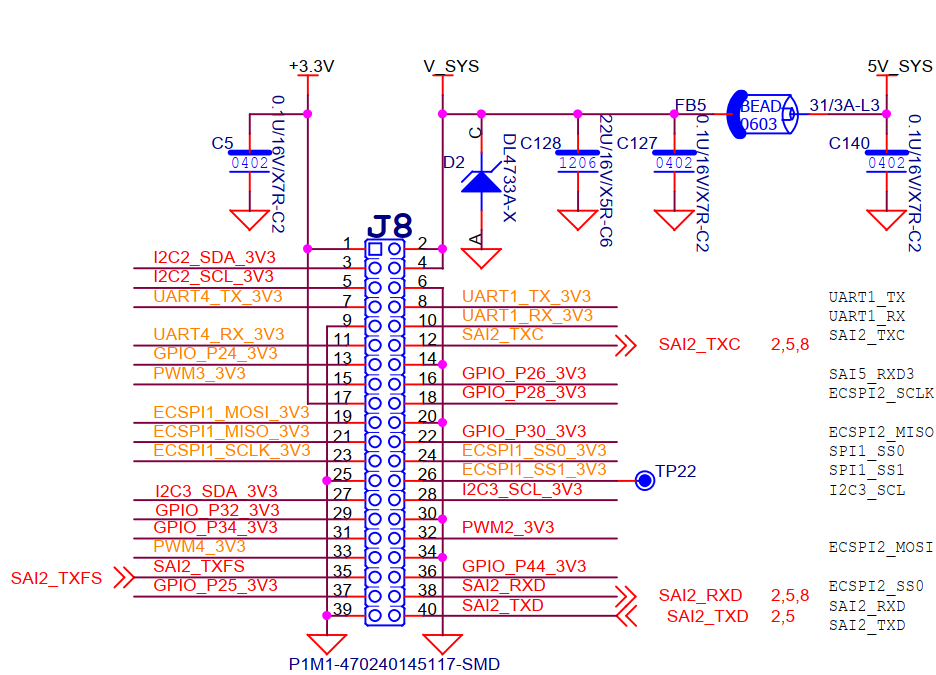 +3.3V V_SYS 5V_SYS
FB5 BEAD 0603 31/3A-L3
C5 0402 0.1U/16V/X7R-C2
D2 C A DL4733A-X
C128 1206 22U/16V/X5R-C6
C127 0402 0.1U/16V/X7R-C2
C140 0402 0.1U/16V/X7R-C2
J8
1 2
I2C2_SDA_3V3 3 4
I2C2_SCL_3V3 5 6
UART4_TX_3V3 7 8 UART1_TX_3V3 UART1_TX
9 10 UART1_RX_3V3 UART1_RX
UART4_RX_3V3 11 12 SAI2_TXC SAI2_TXC 2,5,8 SAI2_TXC
GPIO_P24_3V3 13 14
PWM3_3V3 15 16 GPIO_P26_3V3 SAI5_RXD3
17 18 GPIO_P28_3V3 ECSPI2_SCLK
ECSPI1_MOSI_3V3 19 20
ECSPI1_MISO_3V3 21 22 GPIO_P30_3V3 ECSPI2_MISO
ECSPI1_SCLK_3V3 23 24 ECSPI1_SS0_3V3 SPI1_SS0
25 26 ECSPI1_SS1_3V3 TP22 SPI1_SS1
I2C3_SDA_3V3 27 28 I2C3_SCL_3V3 I2C3_SCL
GPIO_P32_3V3 29 30
GPIO_P34_3V3 31 32 PWM2_3V3
PWM4_3V3 33 34 ECSPI2_MOSI
SAI2_TXFS SAI2_TXFS 35 36 GPIO_P44_3V3 ECSPI2_SS0
GPIO_P25_3V3 37 38 SAI2_RXD SAI2_RXD 2,5,8 SAI2_RXD
39 40 SAI2_TXD SAI2_TXD 2,5 SAI2_TXD
P1M1-470240145117-SMD